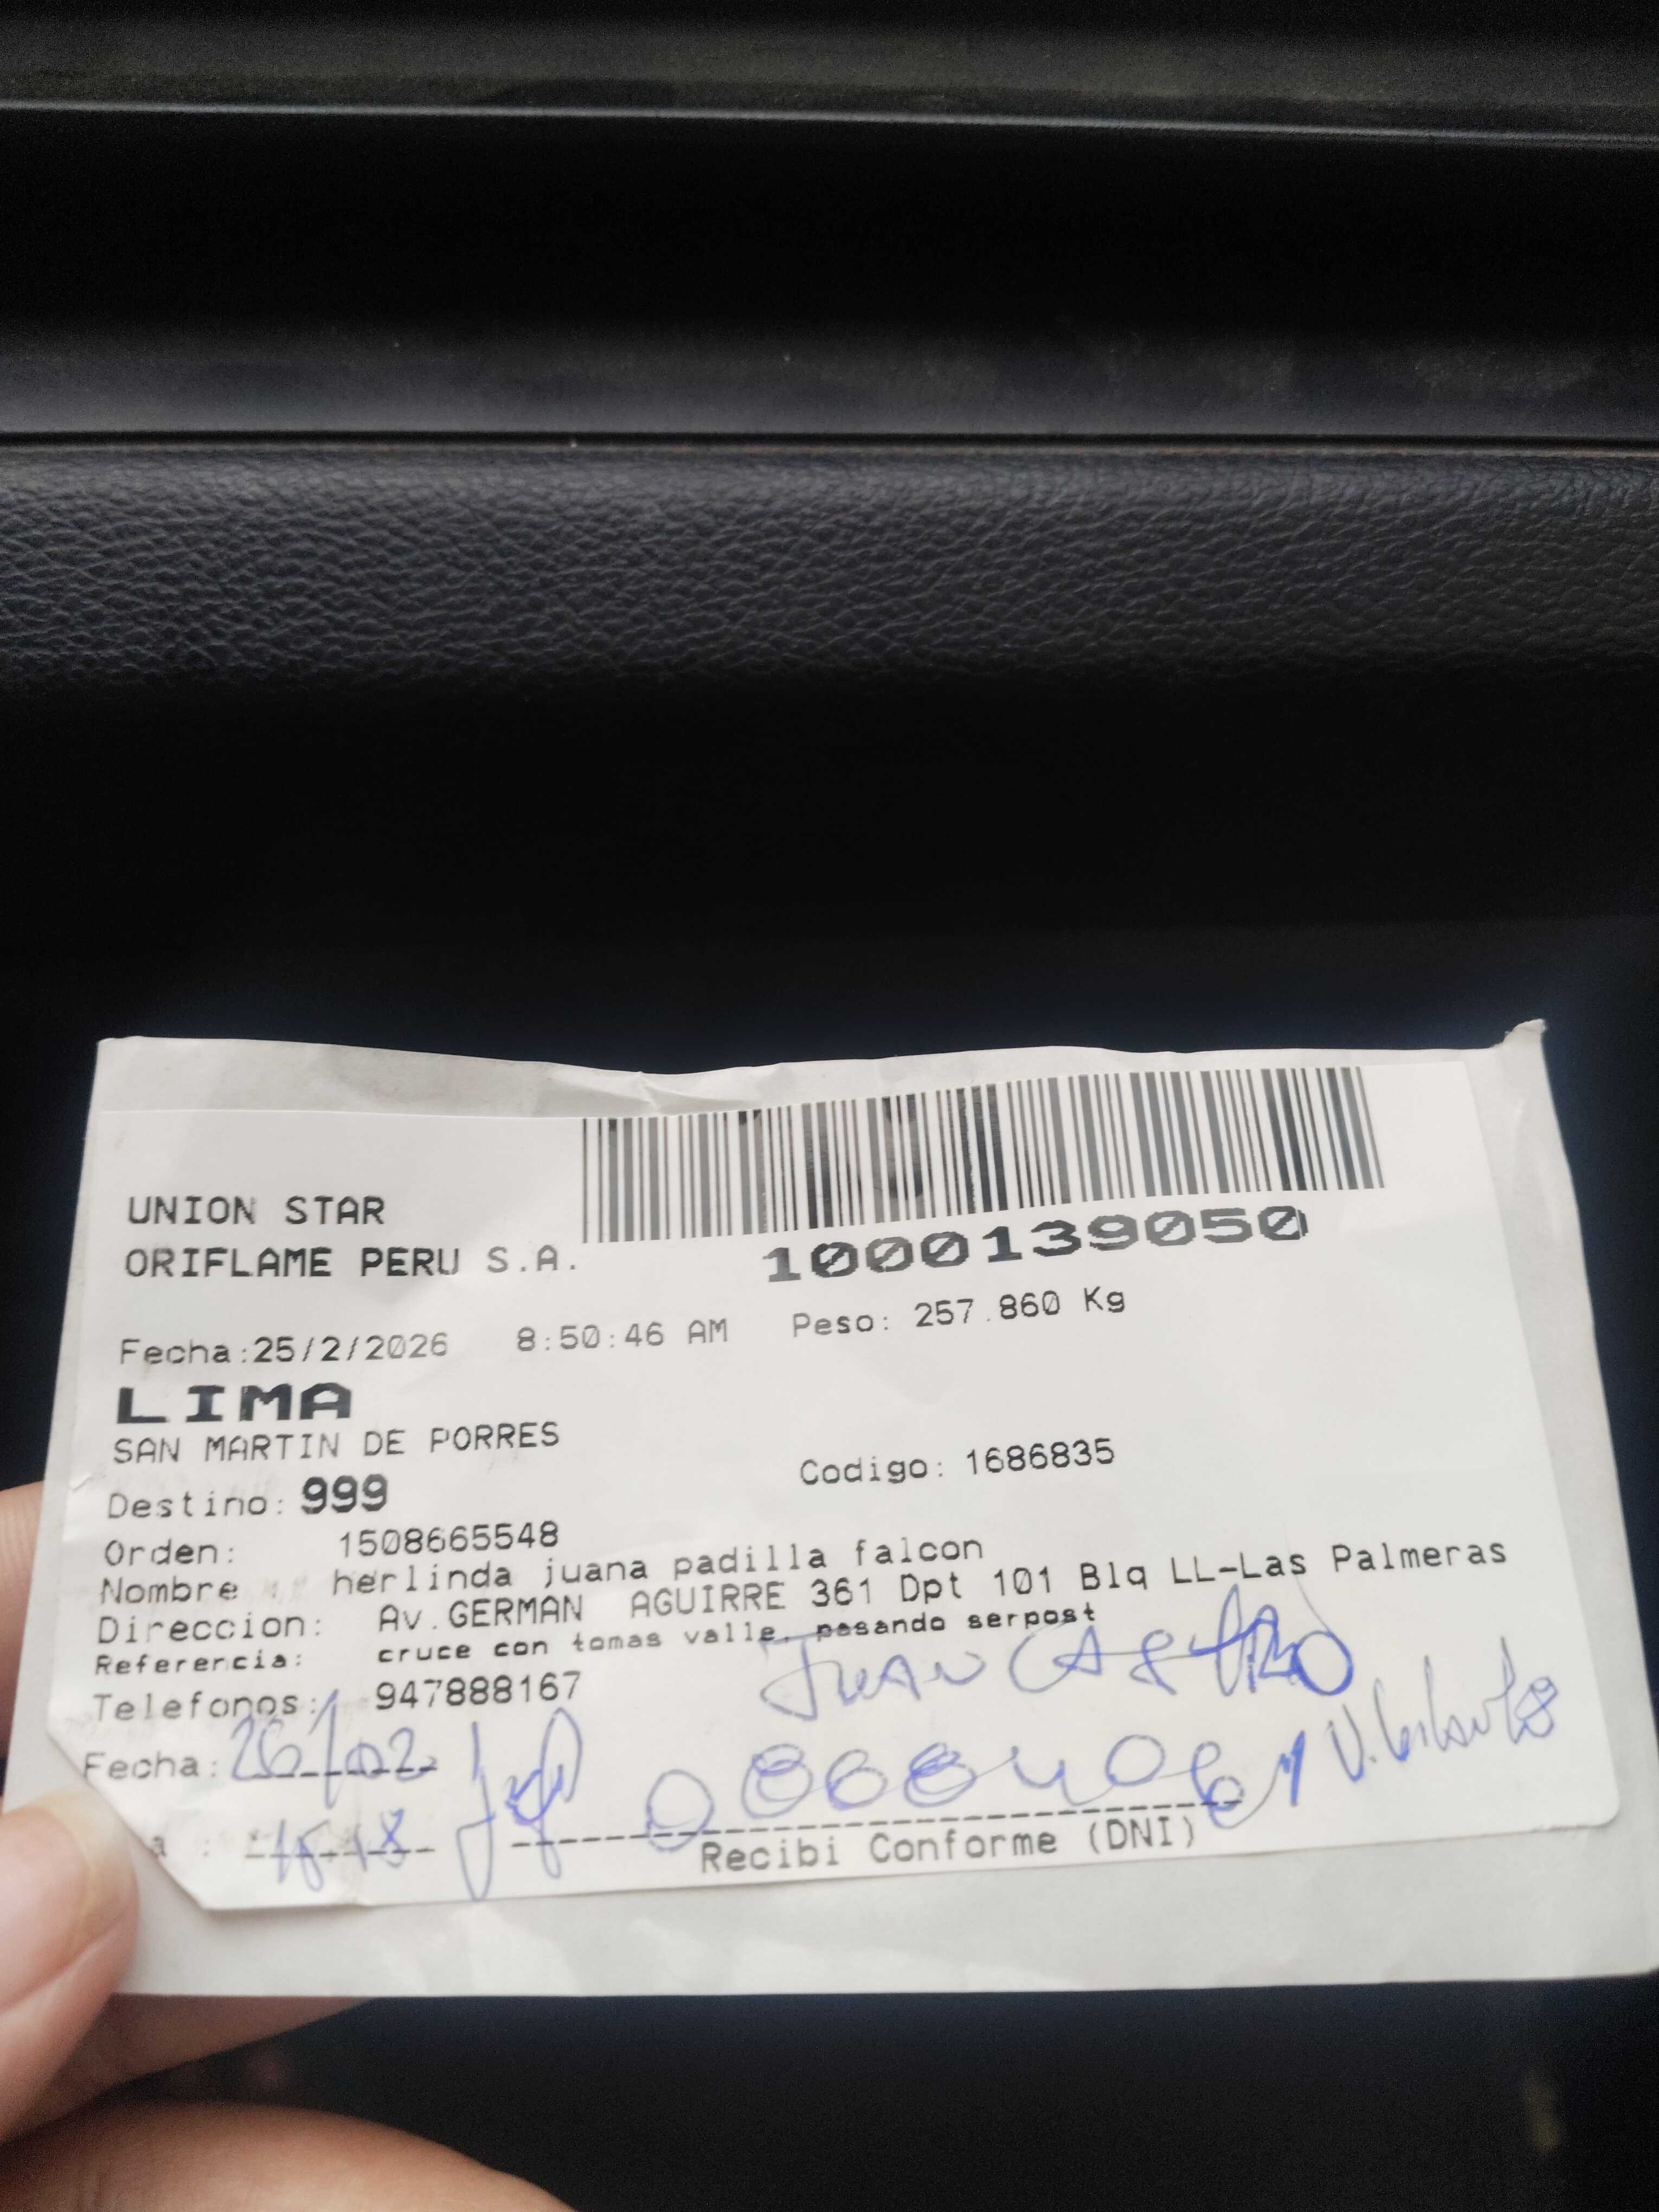 UNION STAR
ORIFLAME PERU S.A.
1000139050
Fecha:25/2/2026 8:50:46 AM Peso: 257.860 Kg
LIMA
SAN MARTIN DE PORRES
Destino: 999 Codigo: 1686835
Orden: 1508665548
Nombre herlinda juana padilla falcon
Direccion: Av.GERMAN AGUIRRE 361 Dpt 101 Blq LL-Las Palmeras
Referencia: cruce con tomas valle, pasando serpost
Telefonos: 947888167
JUAN CASTRO
Fecha: 26/02
Recibi Conforme (DNI)